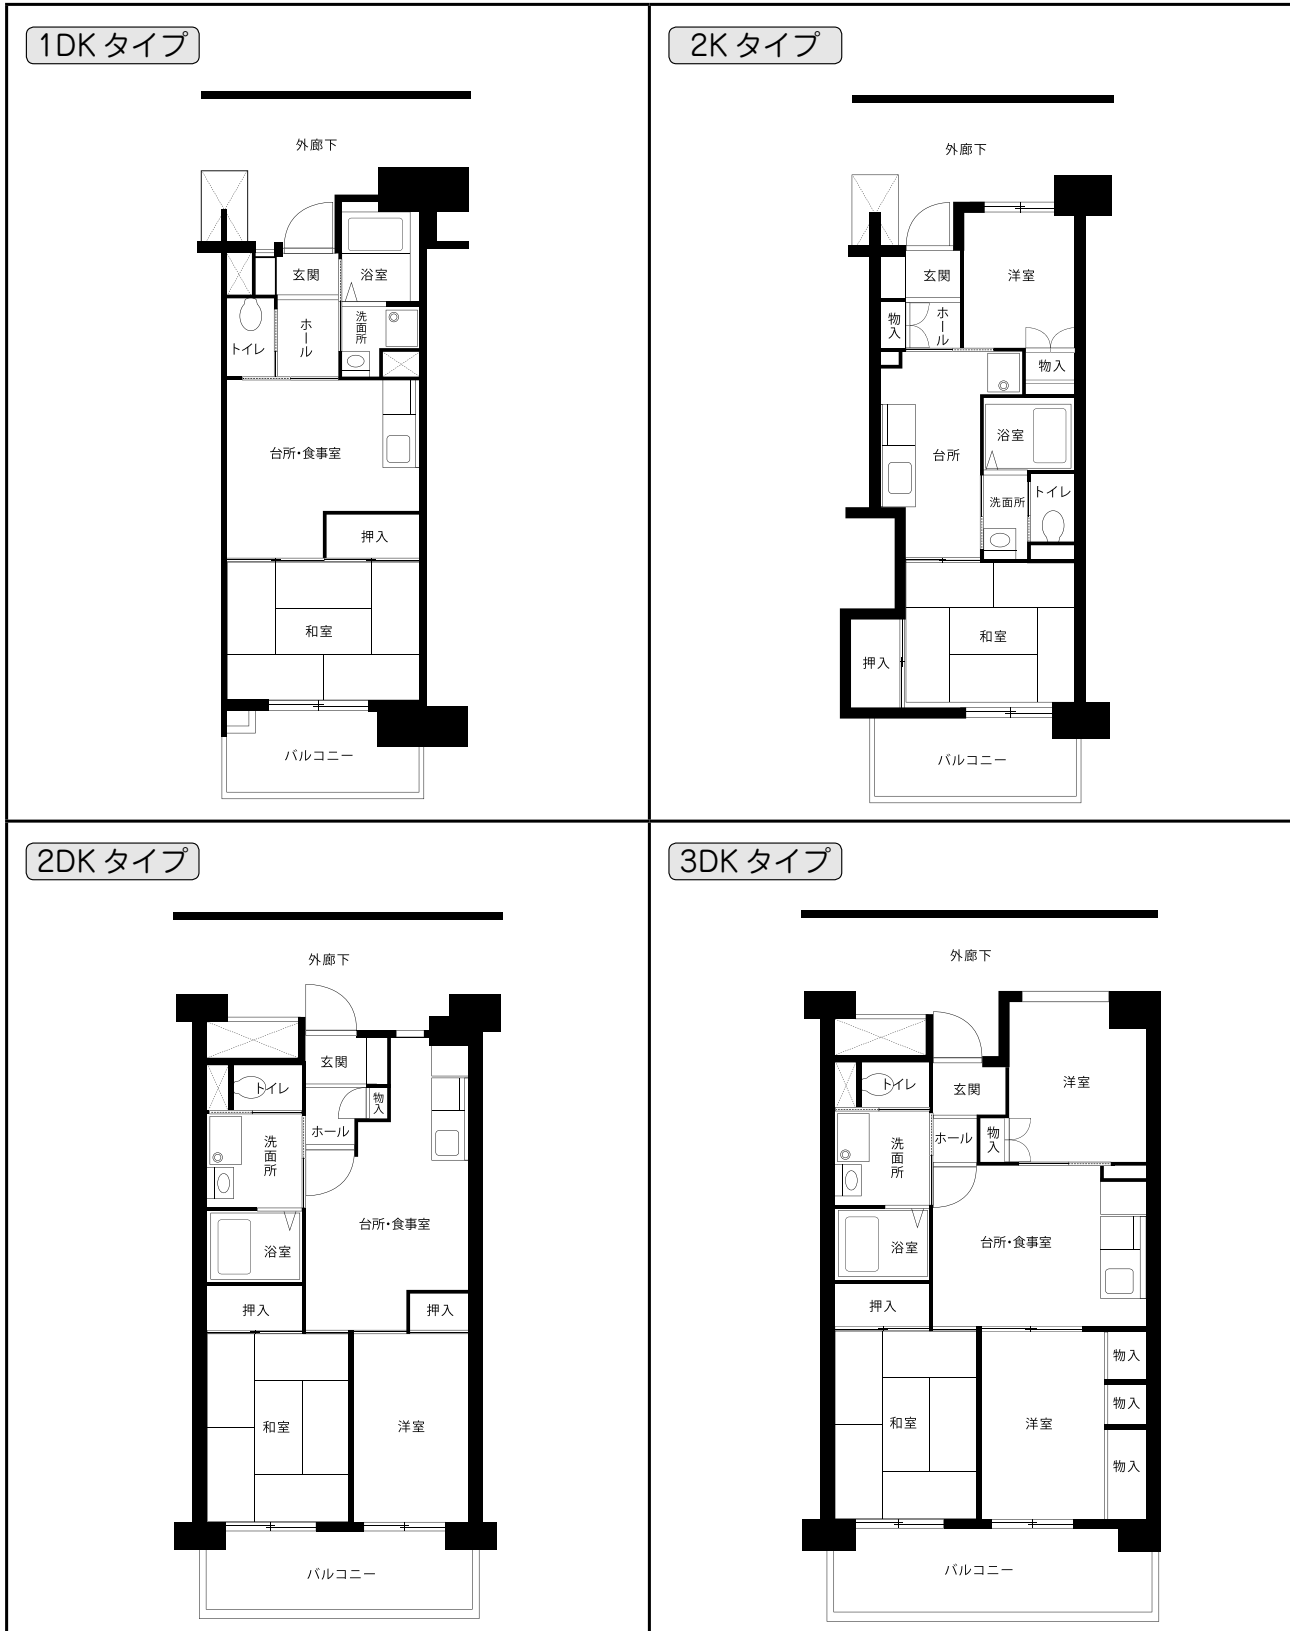 1DK タイプ
外廊下
玄関
浴室
洗面所
ホール
トイレ
台所・食事室
押入
和室
バルコニー
2K タイプ
外廊下
玄関
洋室
物入
ホール
物入
浴室
台所
トイレ
洗面所
和室
押入
バルコニー
2DK タイプ
外廊下
玄関
トイレ
物入
ホール
洗面所
台所・食事室
浴室
押入
押入
和室
洋室
バルコニー
3DK タイプ
外廊下
洋室
トイレ
玄関
ホール
物入
洗面所
台所・食事室
浴室
押入
物入
物入
和室
洋室
物入
バルコニー